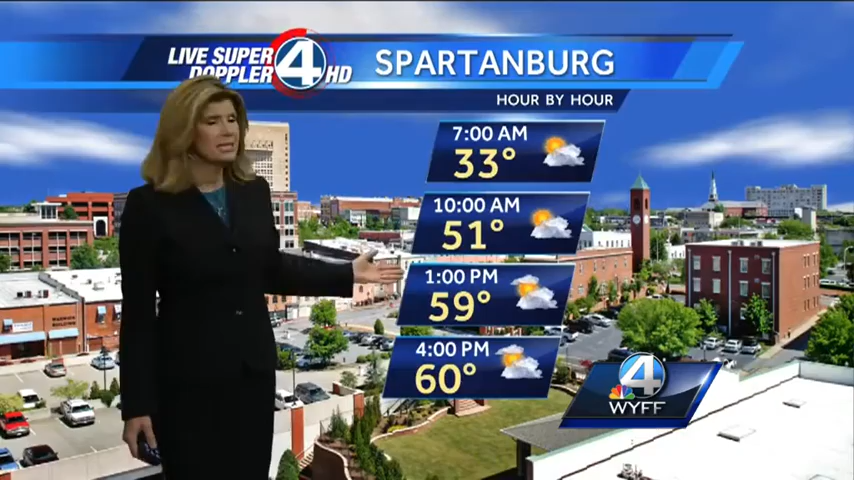 LIVE SUPER
DOPPLER 4 HD
SPARTANBURG
HOUR BY HOUR
7:00 AM
33°
10:00 AM
51°
1:00 PM
59°
4:00 PM
60°
4
WYFF